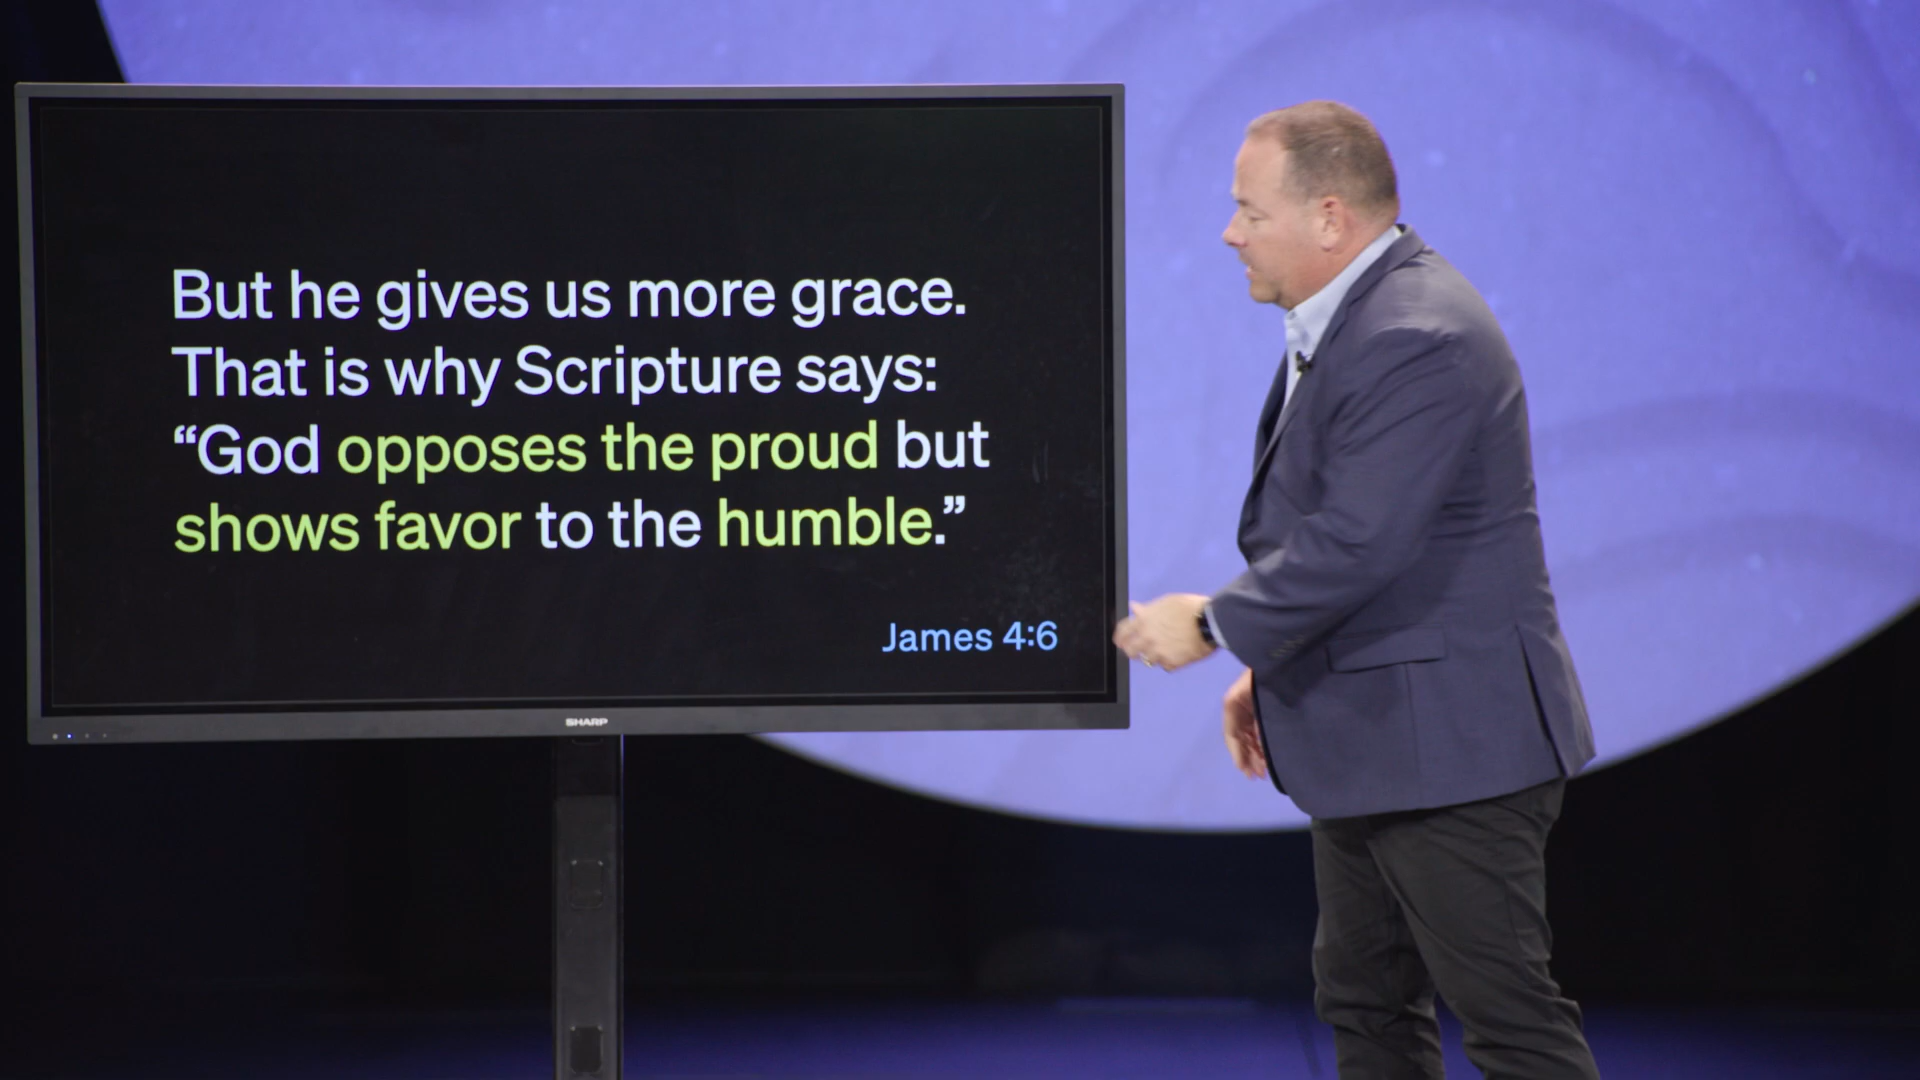 But he gives us more grace.
That is why Scripture says:
“God opposes the proud but
shows favor to the humble.”
James 4:6
SHARP